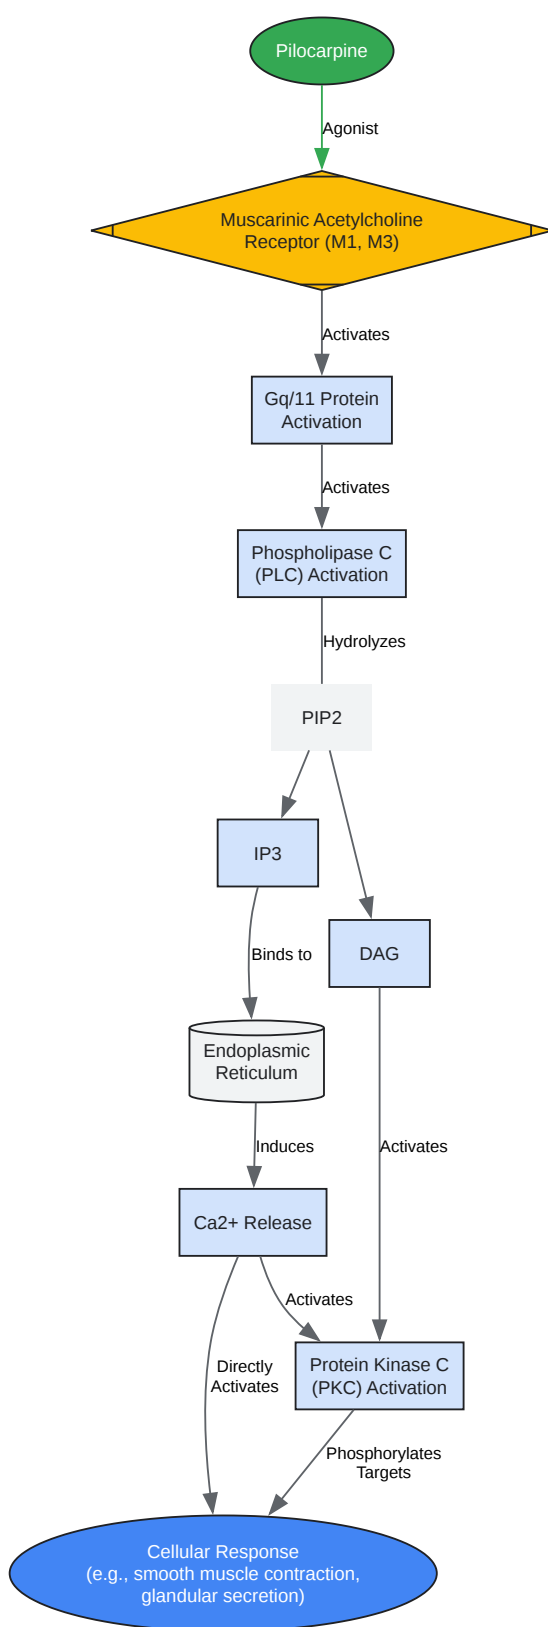 Pilocarpine
Agonist
Muscarinic Acetylcholine
Receptor (M1, M3)
Activates
Gq/11 Protein
Activation
Activates
Phospholipase C
(PLC) Activation
Hydrolyzes
PIP2
IP3
DAG
Binds to
Endoplasmic
Reticulum
Induces
Activates
Ca2+ Release
Activates
Protein Kinase C
(PKC) Activation
Directly
Activates
Phosphorylates
Targets
Cellular Response
(e.g., smooth muscle contraction,
glandular secretion)